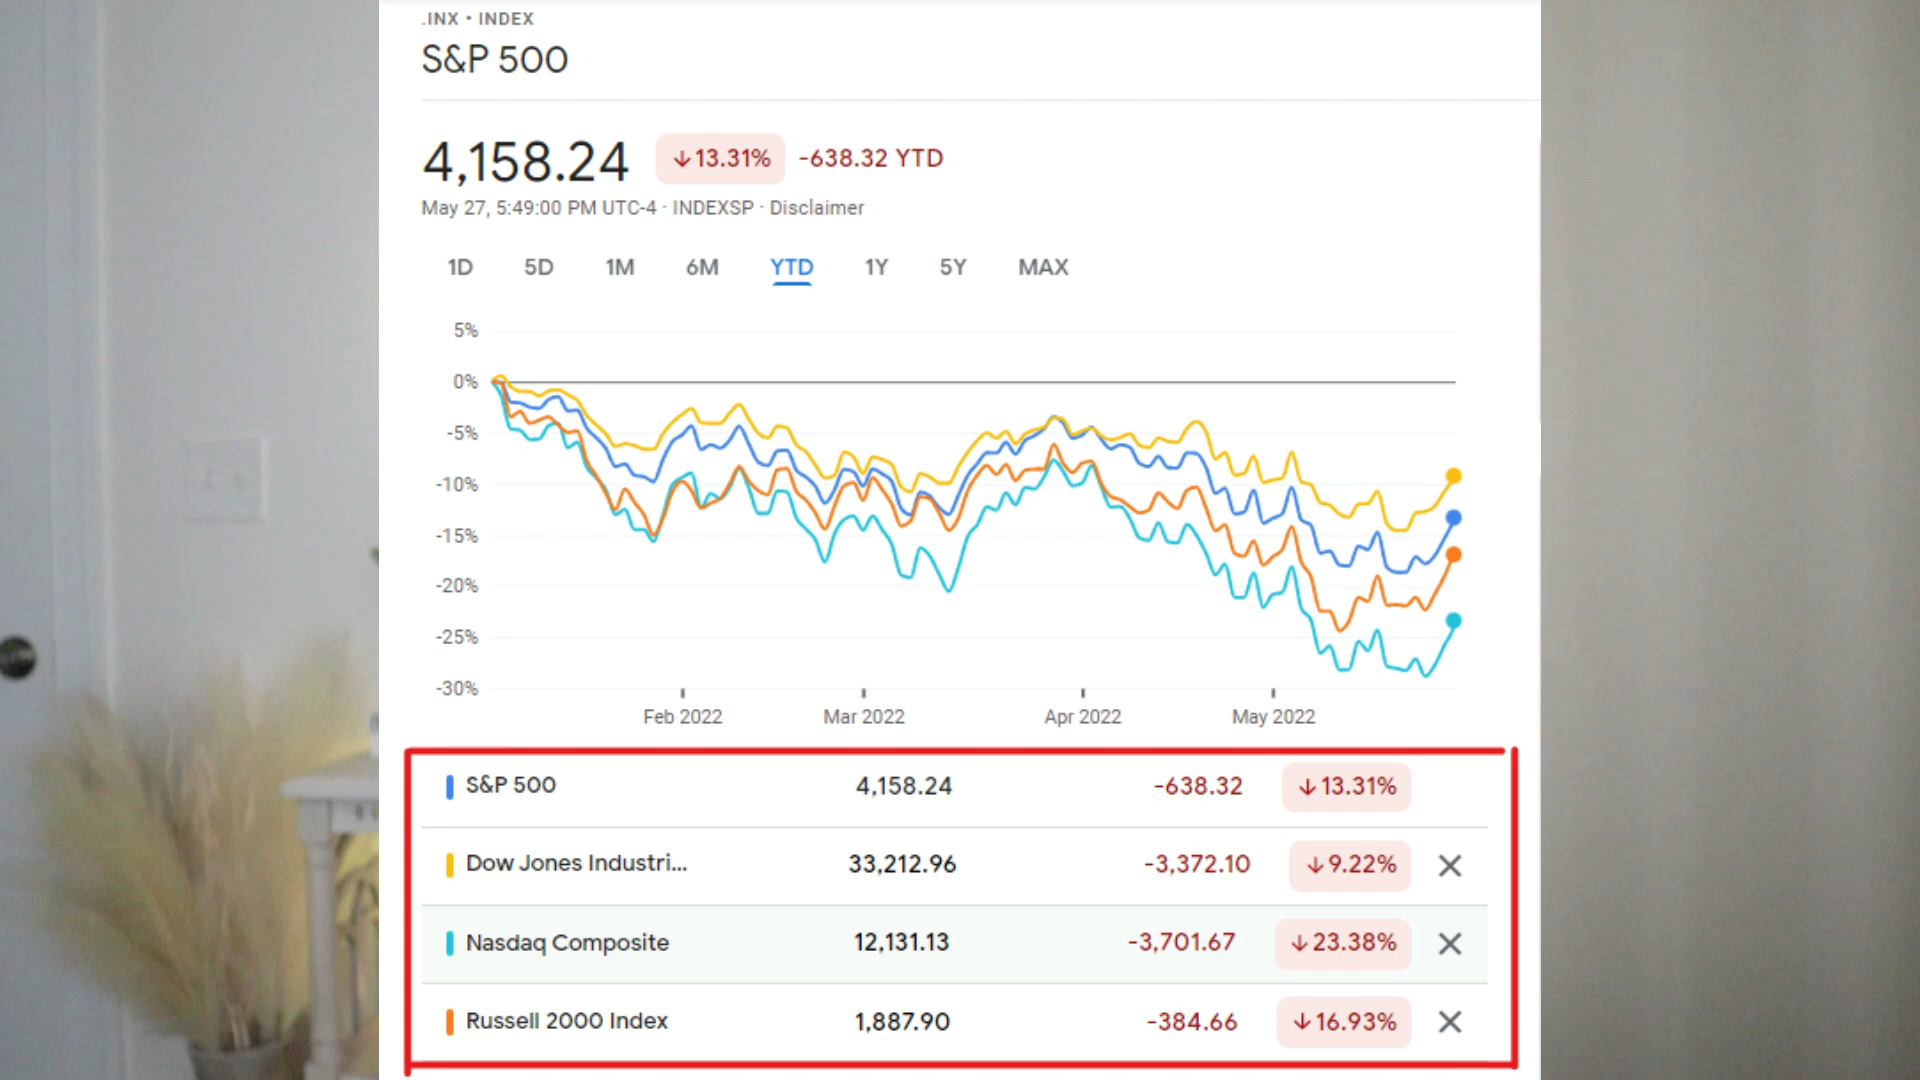 .INX • INDEX
S&P 500
4,158.24 ↓13.31% -638.32 YTD
May 27, 5:49:00 PM UTC-4 · INDEXSP · Disclaimer
1D 5D 1M 6M YTD 1Y 5Y MAX
5%
0%
-5%
-10%
-15%
-20%
-25%
-30%
Feb 2022 Mar 2022 Apr 2022 May 2022
S&P 500 4,158.24 -638.32 ↓13.31%
Dow Jones Industri... 33,212.96 -3,372.10 ↓9.22%
Nasdaq Composite 12,131.13 -3,701.67 ↓23.38%
Russell 2000 Index 1,887.90 -384.66 ↓16.93%